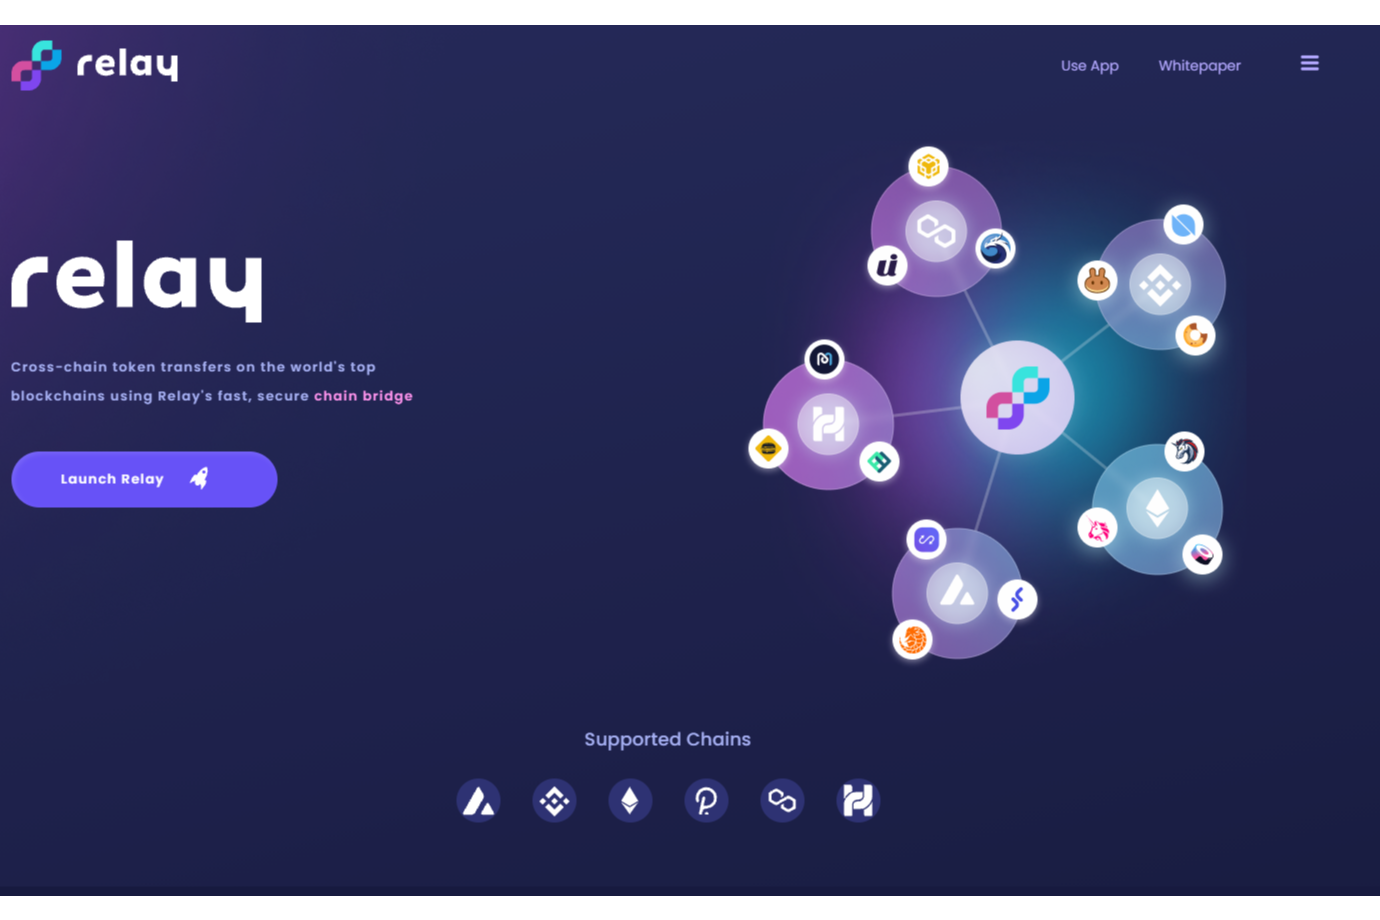 relay
Use App
Whitepaper
relay
Cross-chain token transfers on the world's top
blockchains using Relay's fast, secure chain bridge
Launch Relay
Supported Chains